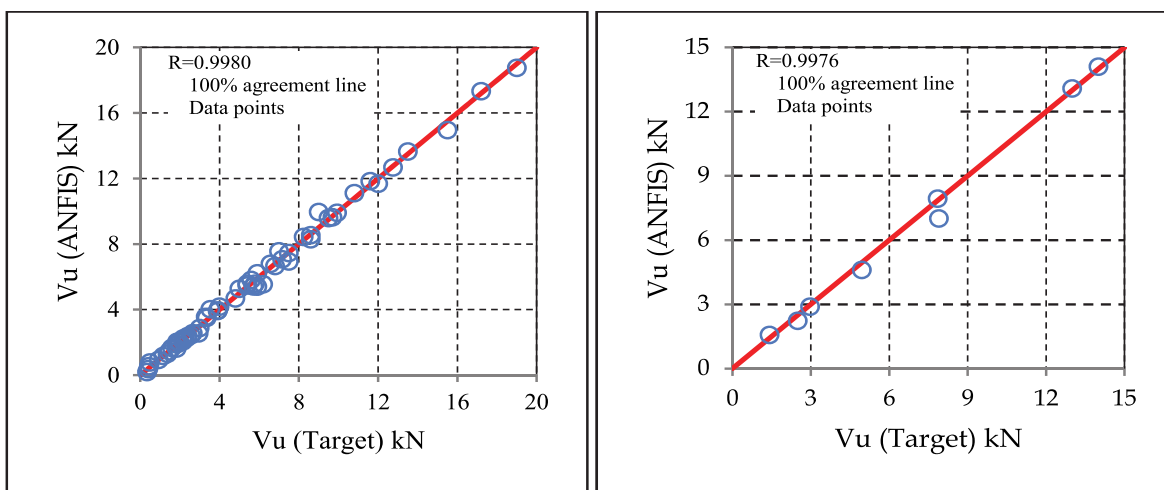 20
16
12
8
4
0
0
4
8
12
16
20
R=0.9980
100% agreement line
Data points
Vu (ANFIS) kN
Vu (Target) kN
15
12
9
6
3
0
0
3
6
9
12
15
R=0.9976
100% agreement line
Data points
Vu (ANFIS) kN
Vu (Target) kN